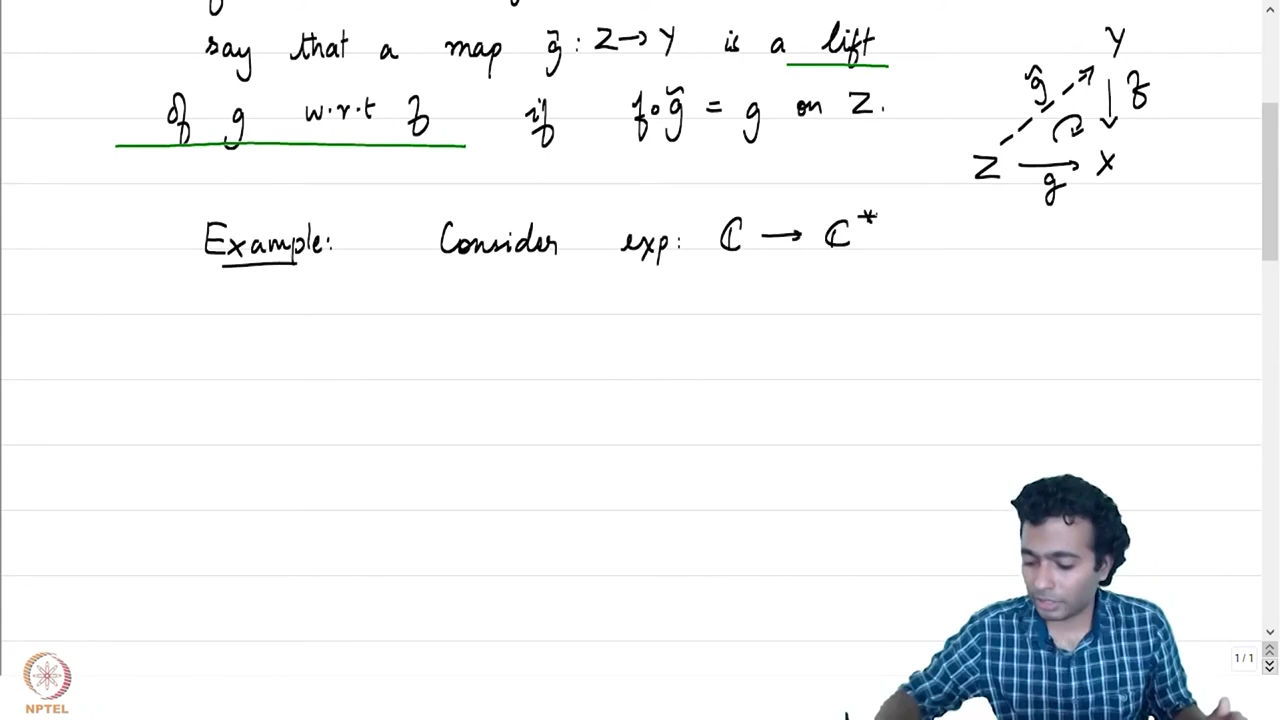 say that a map g̃ : Z → Y is a lift
of g w.r.t f if f∘g̃ = g on Z.
Y
g̃ f
Z → X
g
Example: Consider exp: ℂ → ℂ*
1 / 1
NPTEL